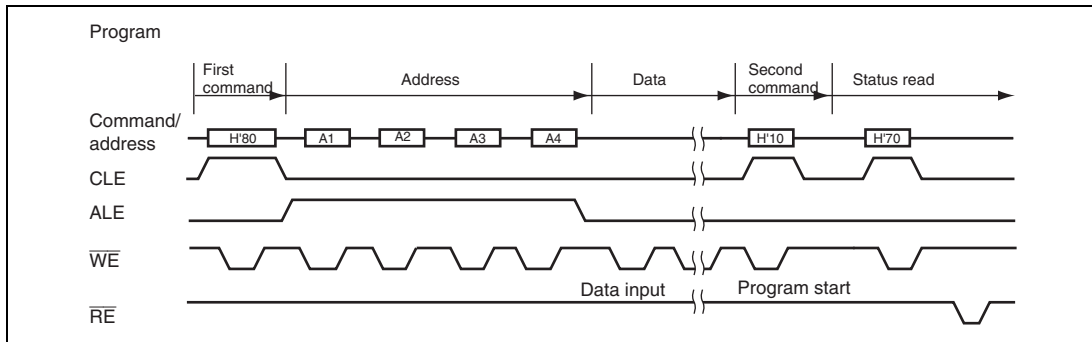 Program
First command
Address
Data
Second command
Status read
Command/
address
H'80
A1
A2
A3
A4
H'10
H'70
CLE
ALE
WE
Data input
Program start
RE